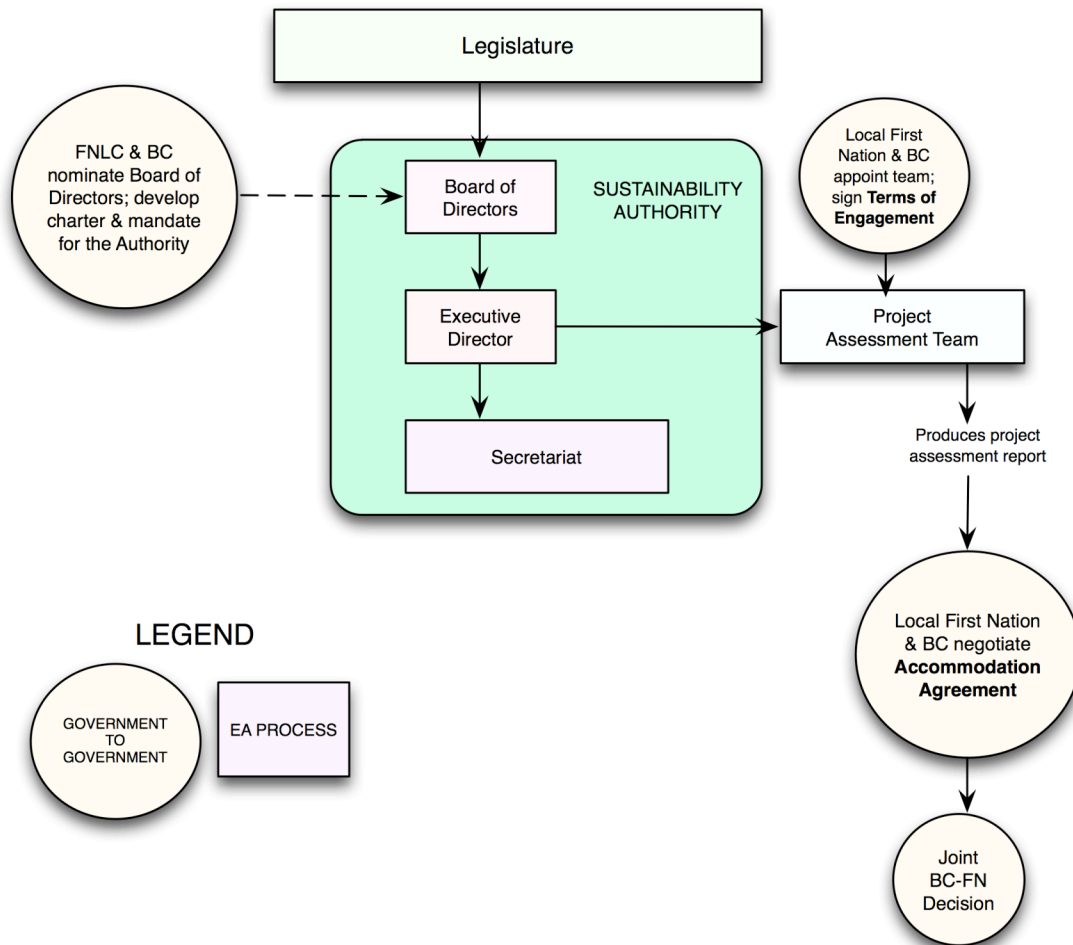 Legislature
FNLC & BC
nominate Board of
Directors; develop
charter & mandate
for the Authority
Board of
Directors
SUSTAINABILITY
AUTHORITY
Local First
Nation & BC
appoint team;
sign Terms of
Engagement
Executive
Director
Project
Assessment Team
Secretariat
Produces project
assessment report
Local First Nation
& BC negotiate
Accommodation
Agreement
Joint
BC-FN
Decision
LEGEND
GOVERNMENT
TO
GOVERNMENT
EA PROCESS